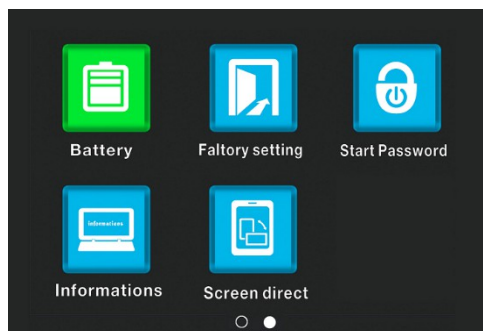 Battery
Faltory setting
Start Password
informations
Informations
Screen direct